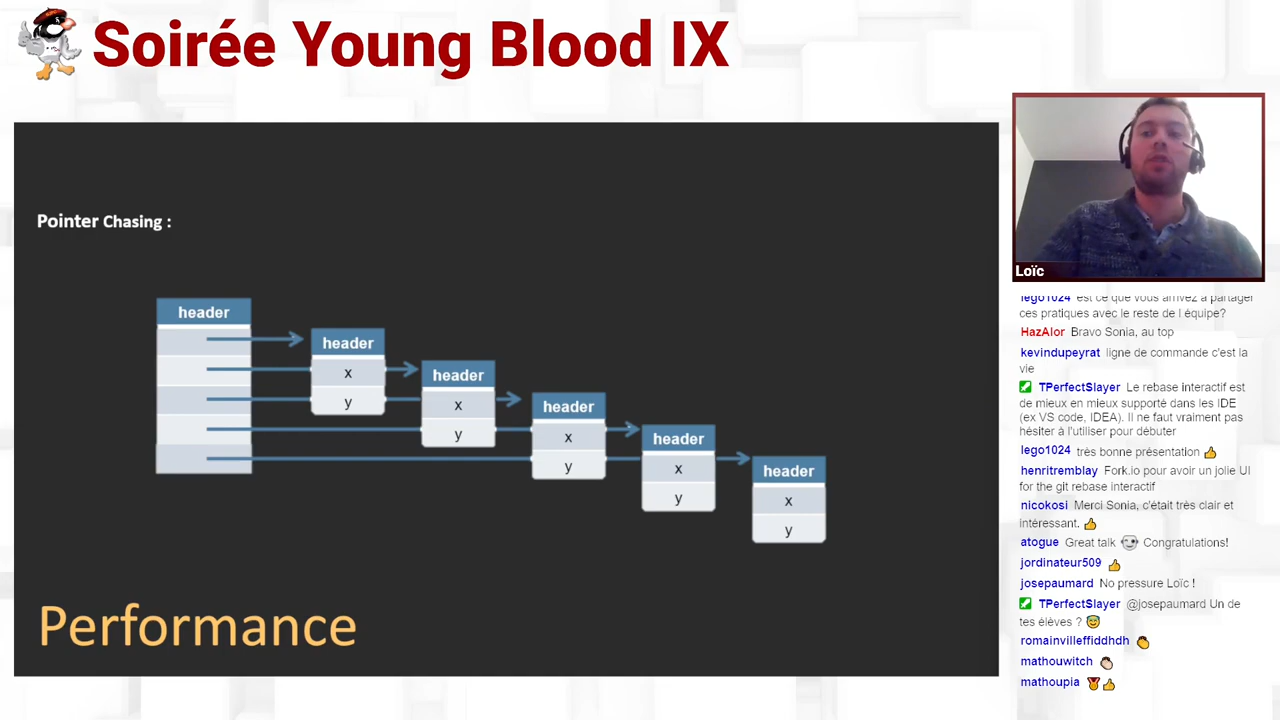 Soirée Young Blood IX
Pointer Chasing :
header
header
x
y
header
x
y
header
x
y
header
x
y
header
x
y
Performance
Loïc
lego1024 est ce que vous arrivez à partager
ces pratiques avec le reste de l équipe?
HazAlor Bravo Sonia, au top
kevindupeyrat ligne de commande c'est la
vie
TPerfectSlayer Le rebase interactif est
de mieux en mieux supporté dans les IDE
(ex VS code, IDEA). Il ne faut vraiment pas
hésiter à l'utiliser pour débuter
lego1024 très bonne présentation
henritremblay Fork.io pour avoir un jolie UI
for the git rebase interactif
nicokosi Merci Sonia, c'était très clair et
intéressant.
atogue Great talk Congratulations!
jordinateur509
josepaumard No pressure Loïc !
TPerfectSlayer @josepaumard Un de
tes élèves ?
romainvilleffiddhdh
mathouwitch
mathoupia